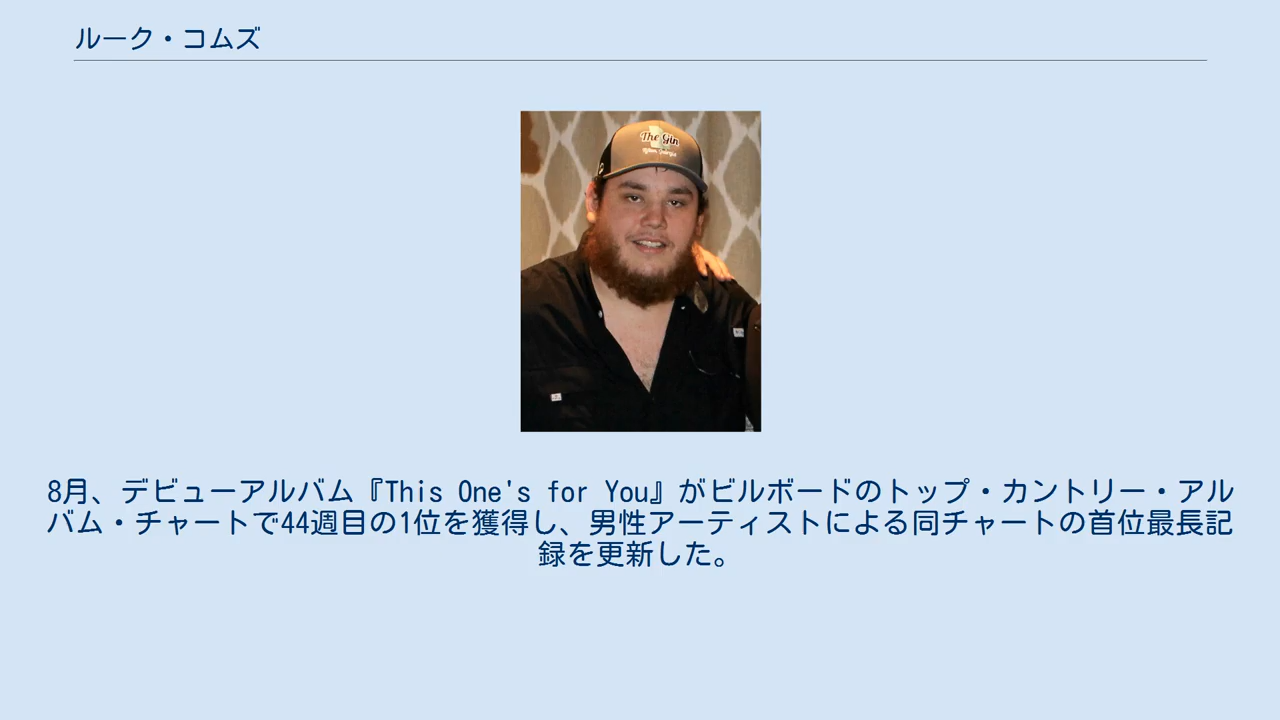 ルーク・コムズ
The Gin
Milton, Georgia
8月、デビューアルバム『This One's for You』がビルボードのトップ・カントリー・アル
バム・チャートで44週目の1位を獲得し、男性アーティストによる同チャートの首位最長記
録を更新した。